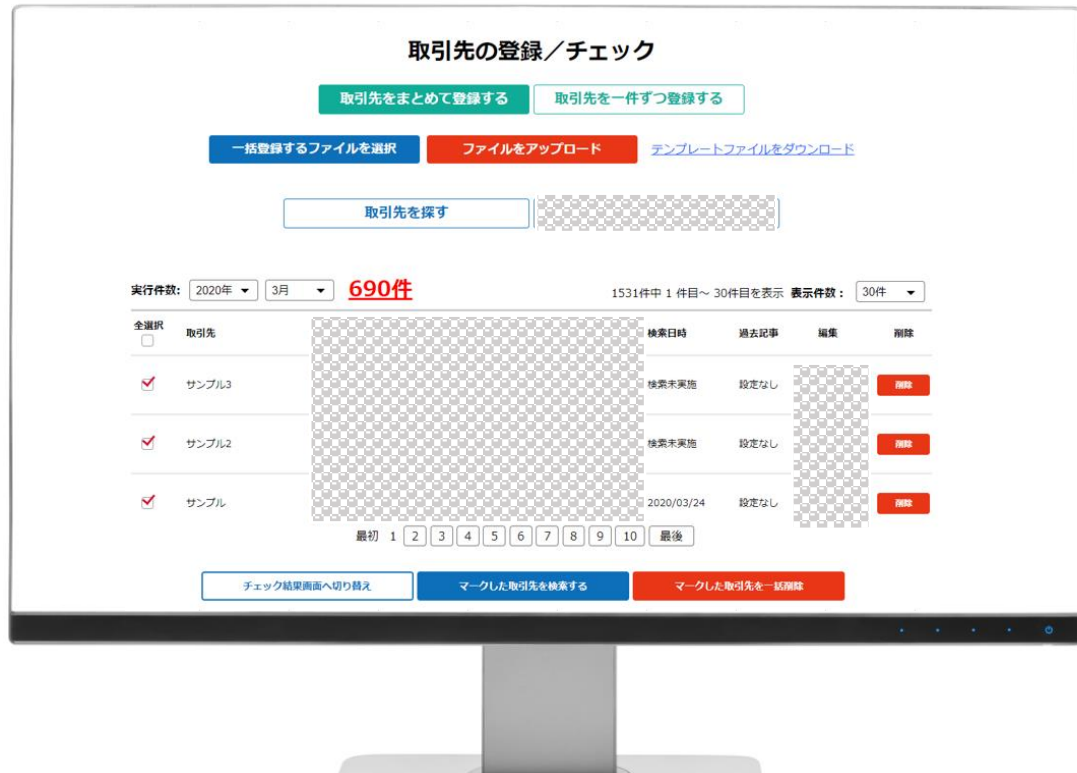 取引先の登録／チェック
取引先をまとめて登録する 取引先を一件ずつ登録する
一括登録するファイルを選択 ファイルをアップロード テンプレートファイルをダウンロード
取引先を探す
実行件数: 2020年 3月 690件 1531件中 1 件目～ 30件目を表示 表示件数： 30件
全選択 取引先 検索日時 過去記事 編集 削除
サンプル3 検索未実施 設定なし 削除
サンプル2 検索未実施 設定なし 削除
サンプル 2020/03/24 設定なし 削除
最初 1 2 3 4 5 6 7 8 9 10 最後
チェック結果画面へ切り替え マークした取引先を検索する マークした取引先を一括削除